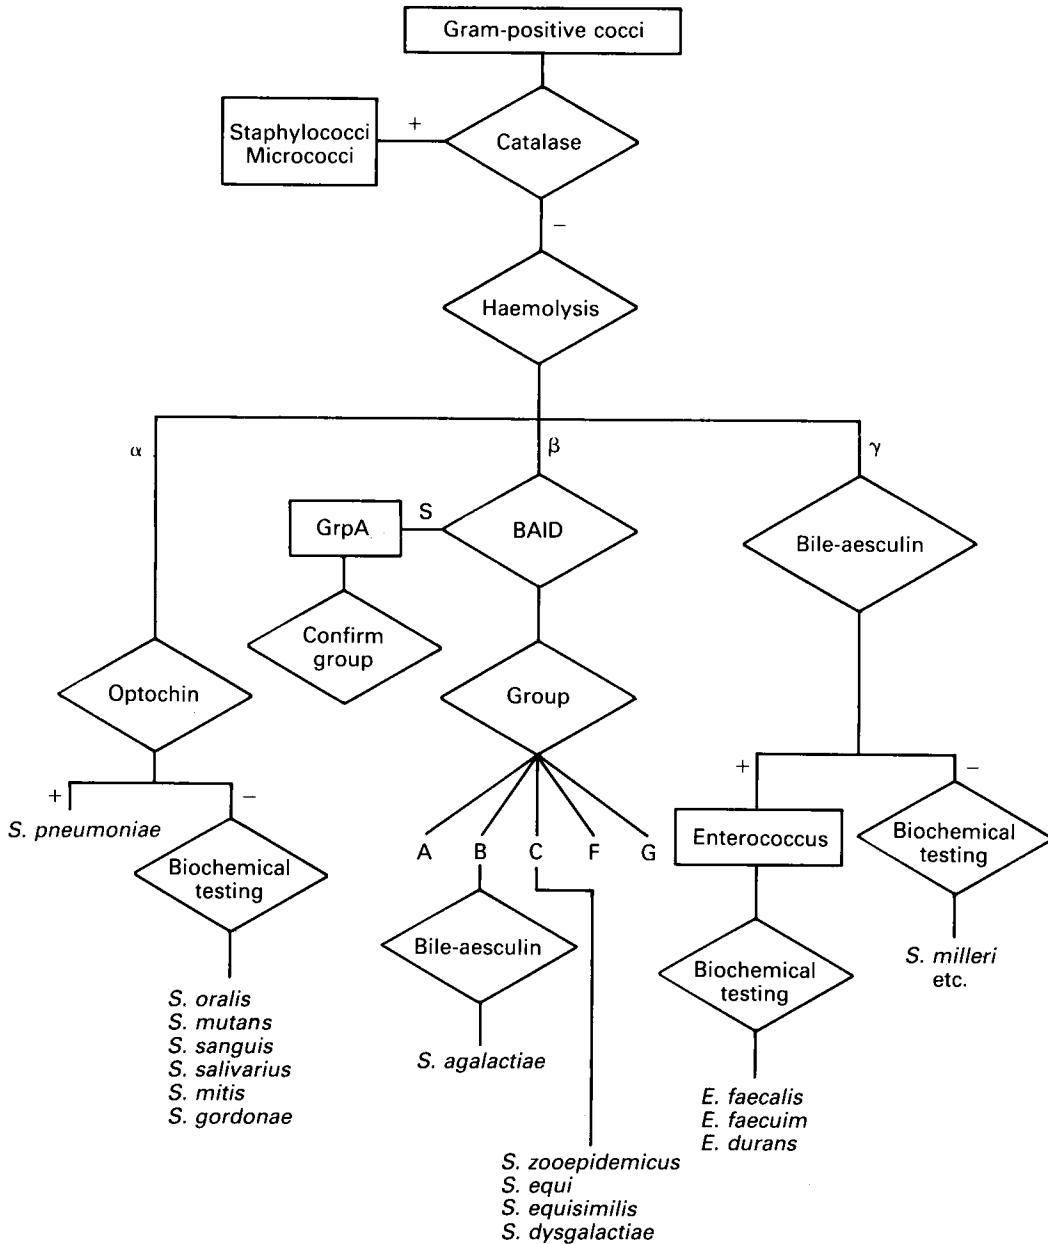 Gram-positive cocci
Staphylococci
Micrococci
+
Catalase
−
Haemolysis
α
β
γ
GrpA
S
BAID
Bile-aesculin
Confirm
group
Optochin
Group
+
−
S. pneumoniae
Biochemical
testing
S. oralis
S. mutans
S. sanguis
S. salivarius
S. mitis
S. gordonae
A
B
C
F
G
Bile-aesculin
S. agalactiae
S. zooepidemicus
S. equi
S. equisimilis
S. dysgalactiae
+
−
Enterococcus
Biochemical
testing
Biochemical
testing
S. milleri
etc.
E. faecalis
E. faecuim
E. durans